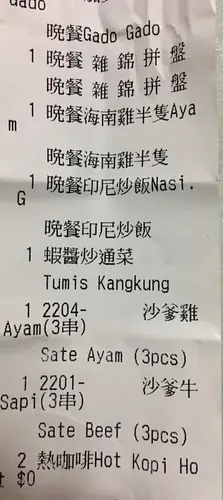 Gado
晚餐Gado Gado
1 晚餐 雜 錦 拼 盤
晚餐 雜 錦 拼 盤
1 晚餐海南雞半隻Aya
m
晚餐海南雞半隻
1 晚餐印尼炒飯Nasi.
G
晚餐印尼炒飯
1 蝦醬炒通菜
Tumis Kangkung
1 2204- 沙爹雞
Ayam(3串)
Sate Ayam (3pcs)
1 2201- 沙爹牛
Sapi(3串)
Sate Beef (3pcs)
2 熱咖啡Hot Kopi Ho
t $0